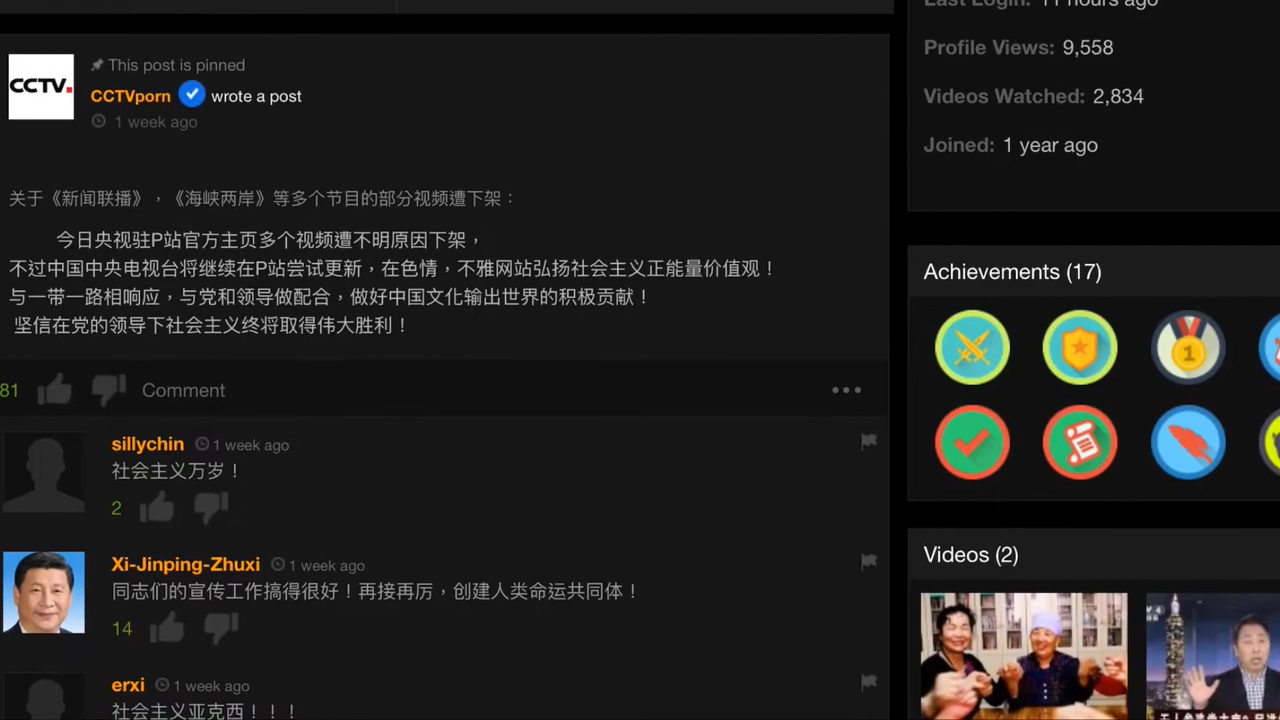 CCTV.
This post is pinned
CCTVporn wrote a post
1 week ago
关于《新闻联播》，《海峡两岸》等多个节目的部分视频遭下架：
今日央视驻P站官方主页多个视频遭不明原因下架，
不过中国中央电视台将继续在P站尝试更新，在色情，不雅网站弘扬社会主义正能量价值观！
与一带一路相响应，与党和领导做配合，做好中国文化输出世界的积极贡献！
坚信在党的领导下社会主义终将取得伟大胜利！
81 Comment
sillychin 1 week ago
社会主义万岁！
2
Xi-Jinping-Zhuxi 1 week ago
同志们的宣传工作搞得很好！再接再厉，创建人类命运共同体！
14
erxi 1 week ago
社会主义亚克西！！！
Last Login: 11 hours ago
Profile Views: 9,558
Videos Watched: 2,834
Joined: 1 year ago
Achievements (17)
1
Videos (2)